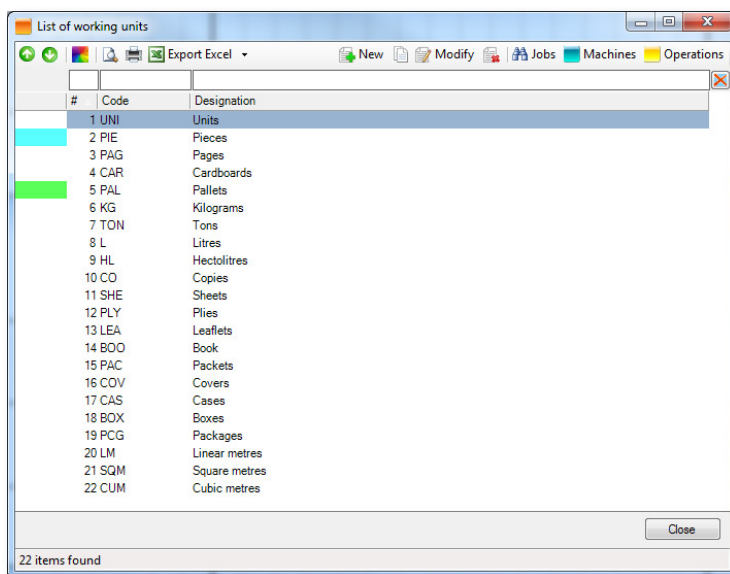 List of working units
Export Excel New Modify Jobs Machines Operations
# Code Designation
1 UNI Units
2 PIE Pieces
3 PAG Pages
4 CAR Cardboards
5 PAL Pallets
6 KG Kilograms
7 TON Tons
8 L Litres
9 HL Hectolitres
10 CO Copies
11 SHE Sheets
12 PLY Plies
13 LEA Leaflets
14 BOO Book
15 PAC Packets
16 COV Covers
17 CAS Cases
18 BOX Boxes
19 PCG Packages
20 LM Linear metres
21 SQM Square metres
22 CUM Cubic metres
Close
22 items found